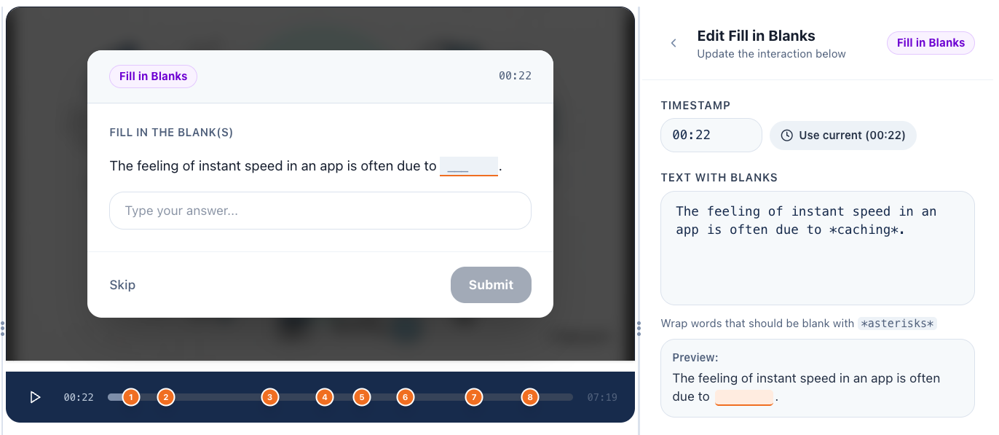 Fill in Blanks
00:22
FILL IN THE BLANK(S)
The feeling of instant speed in an app is often due to ___.
Type your answer...
Skip
Submit
00:22
1
2
3
4
5
6
7
8
07:19
Edit Fill in Blanks
Update the interaction below
Fill in Blanks
TIMESTAMP
00:22
Use current (00:22)
TEXT WITH BLANKS
The feeling of instant speed in an
app is often due to *caching*.
Wrap words that should be blank with *asterisks*
Preview:
The feeling of instant speed in an app is often
due to .